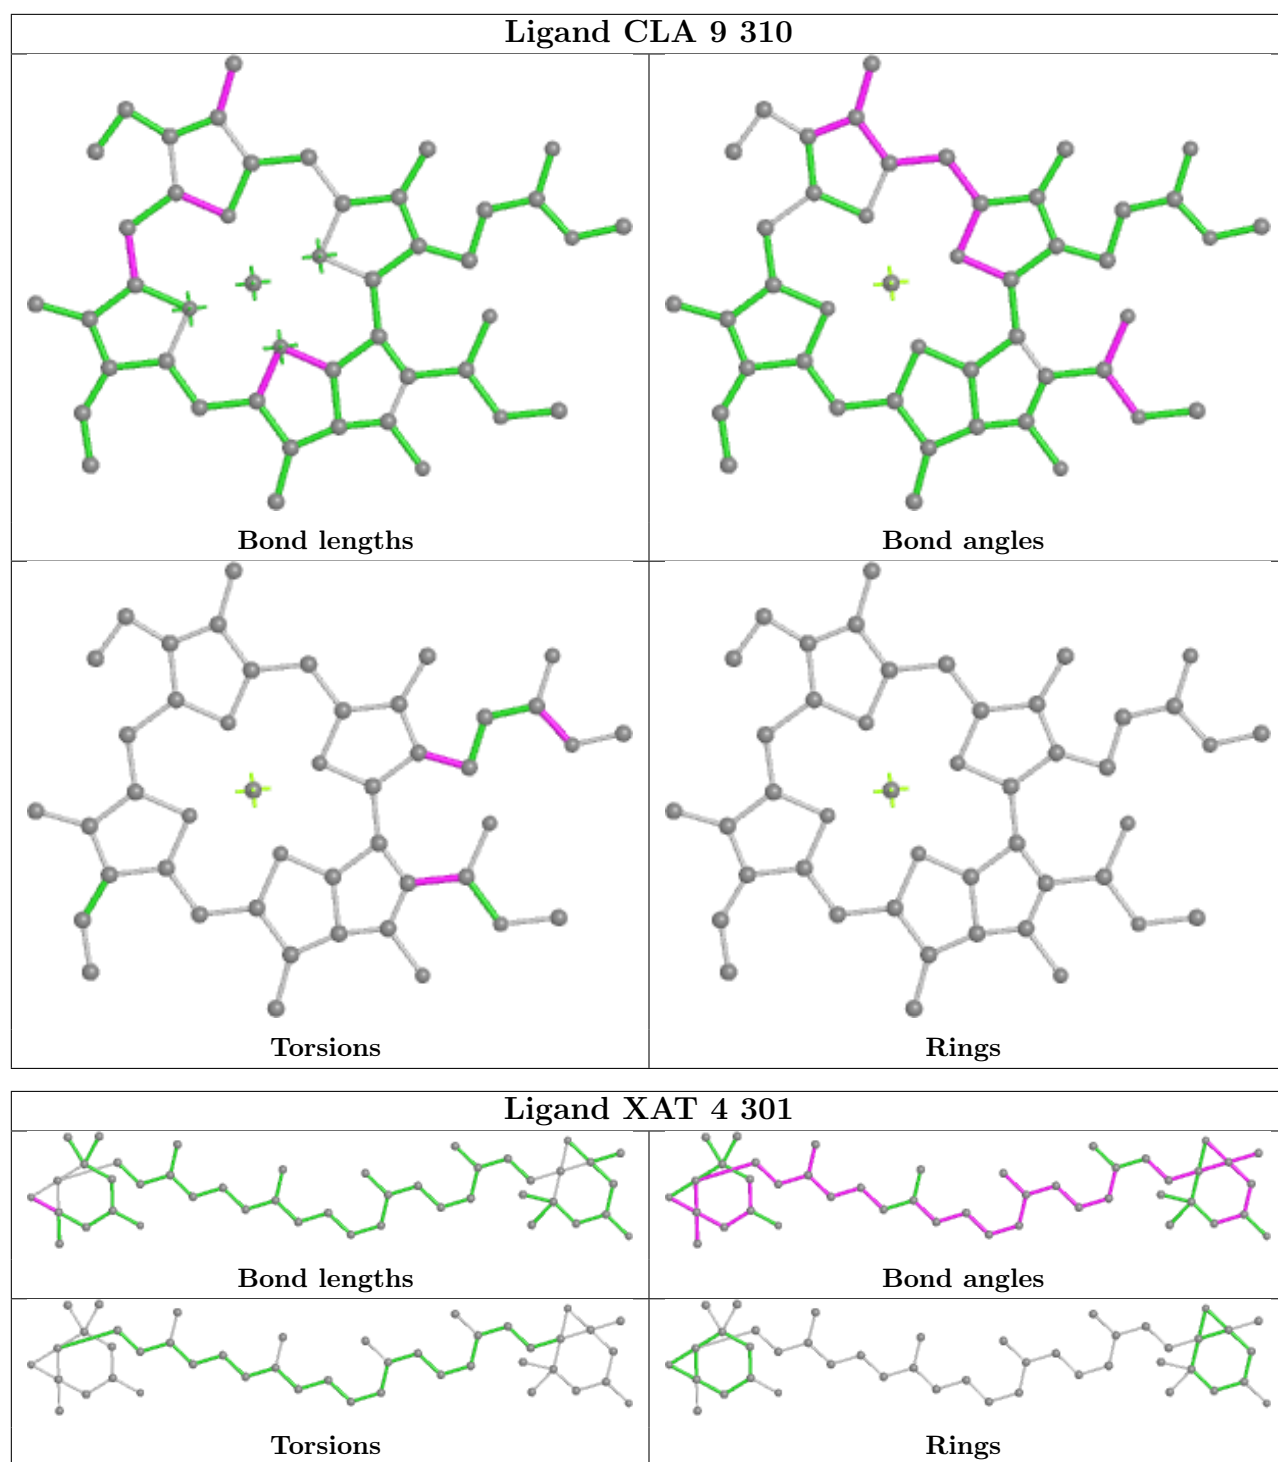 Ligand CLA 9 310
Bond lengths
Bond angles
Torsions
Rings
Ligand XAT 4 301
Bond lengths
Bond angles
Torsions
Rings